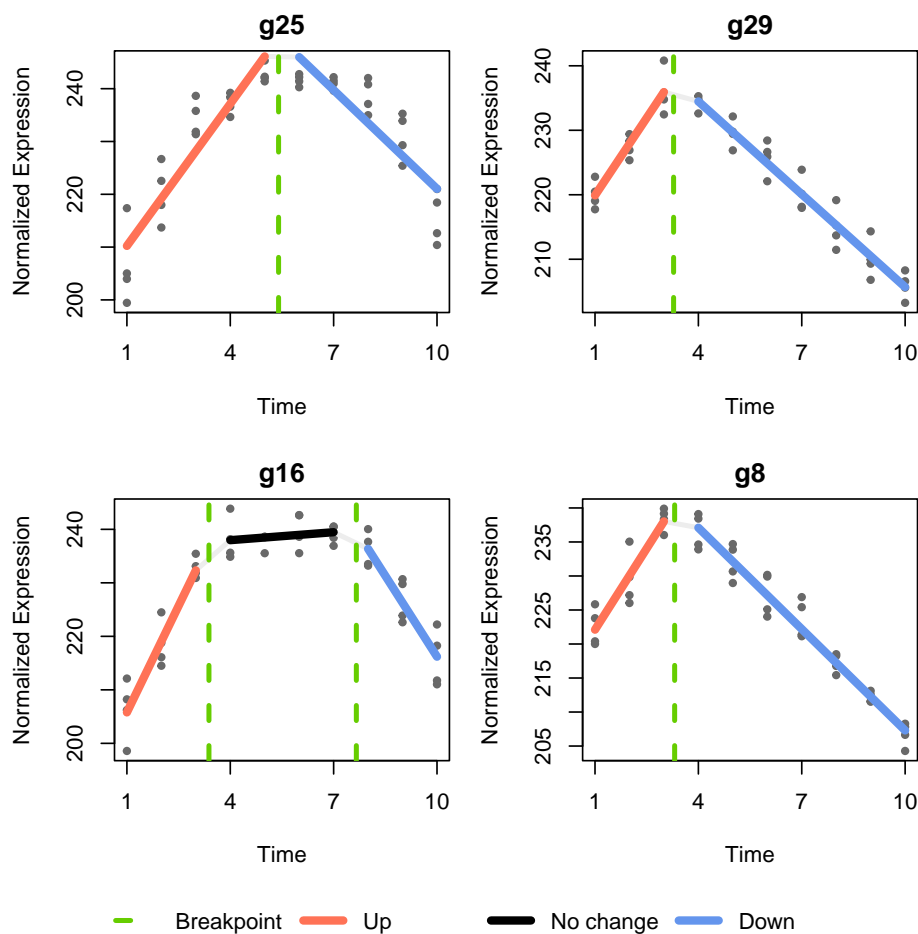 g25
Normalized Expression
200
220
240
1 4 7 10
Time
g29
Normalized Expression
210
220
230
240
1 4 7 10
Time
g16
Normalized Expression
200
220
240
1 4 7 10
Time
g8
Normalized Expression
205
215
225
235
1 4 7 10
Time
Breakpoint Up No change Down